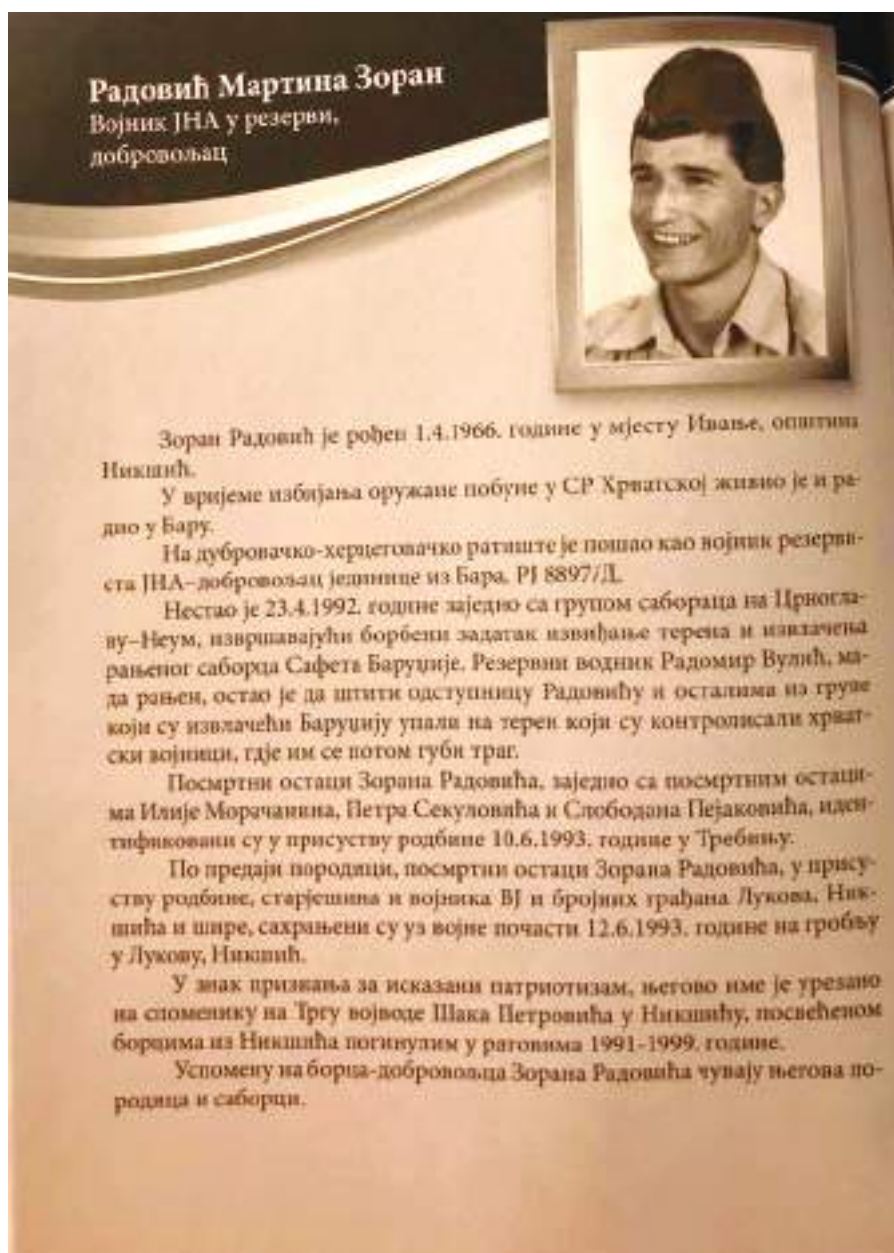 Радовић Мартина Зоран
Војник ЈНА у резерви,
добровољац
Зоран Радовић је рођен 1.4.1966. године у мјесту Ивање, општина
Никшић.
У вријеме избијања оружане побуне у СР Хрватској живио је и ра-
дио у Бару.
На дубровачко-херцеговачко ратиште је пошао као војник резерви-
ста ЈНА–добровољац јединице из Бара, РЈ 8897/Д.
Нестао је 23.4.1992. године заједно са групом сабораца на Црногла-
ву–Неум, извршавајући борбени задатак извиђање терена и извлачена
рањеног саборца Сафета Баруџије. Резервни водник Радомир Вулић, ма-
да рањен, остао је да штити одступницу Радовићу и осталима из групе
који су извлачећи Баруџију упали на терен који су контролисали хрват-
ски војници, гдје им се потом губи траг.
Посмртни остаци Зорана Радовића, заједно са посмртним остаци-
ма Илије Морачанина, Петра Секуловића и Слободана Пејаковића, иден-
тификовани су у присуству родбине 10.6.1993. године у Требињу.
По предаји породици, посмртни остаци Зорана Радовића, у прису-
ству родбине, старјешина и војника ВЈ и бројних грађана Лукова, Ник-
шића и шире, сахрањени су уз војне почасти 12.6.1993. године на гробљу
у Лукову, Никшић.
У знак признања за исказани патриотизам, његово име је урезано
на споменику на Тргу војводе Шака Петровића у Никшићу, посвећеном
борцима из Никшића погинулим у ратовима 1991-1999. године.
Успомену на борца-добровољца Зорана Радовића чувају његова по-
родица и саборци.